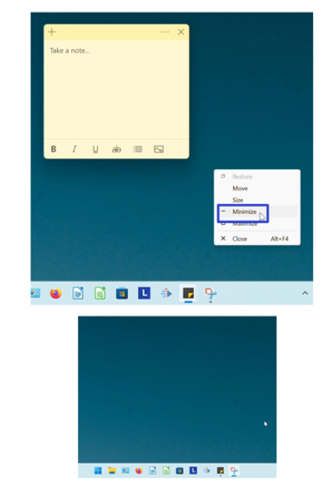 Take a note...
B I U ab
Restore
Move
Size
Minimize
Maximize
Close Alt+F4
L
L